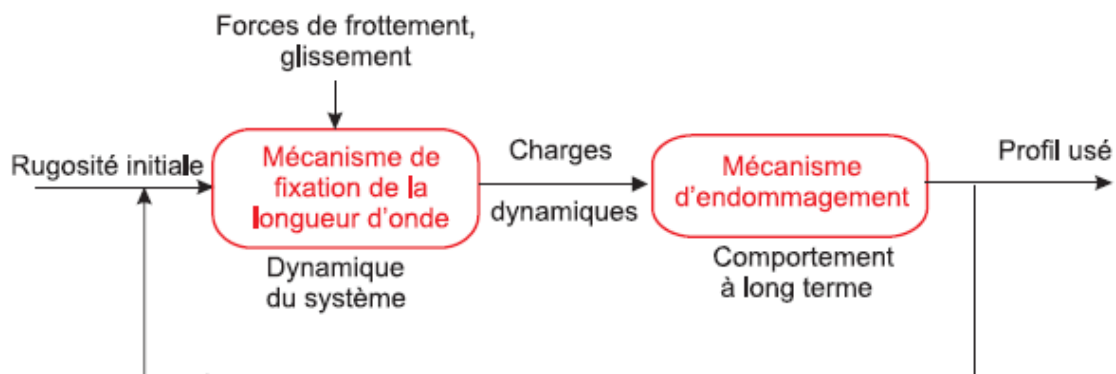 Forces de frottement,
glissement
Rugosité initiale
Mécanisme de
fixation de la
longueur d'onde
Charges
dynamiques
Mécanisme
d'endommagement
Profil usé
Dynamique
du système
Comportement
à long terme